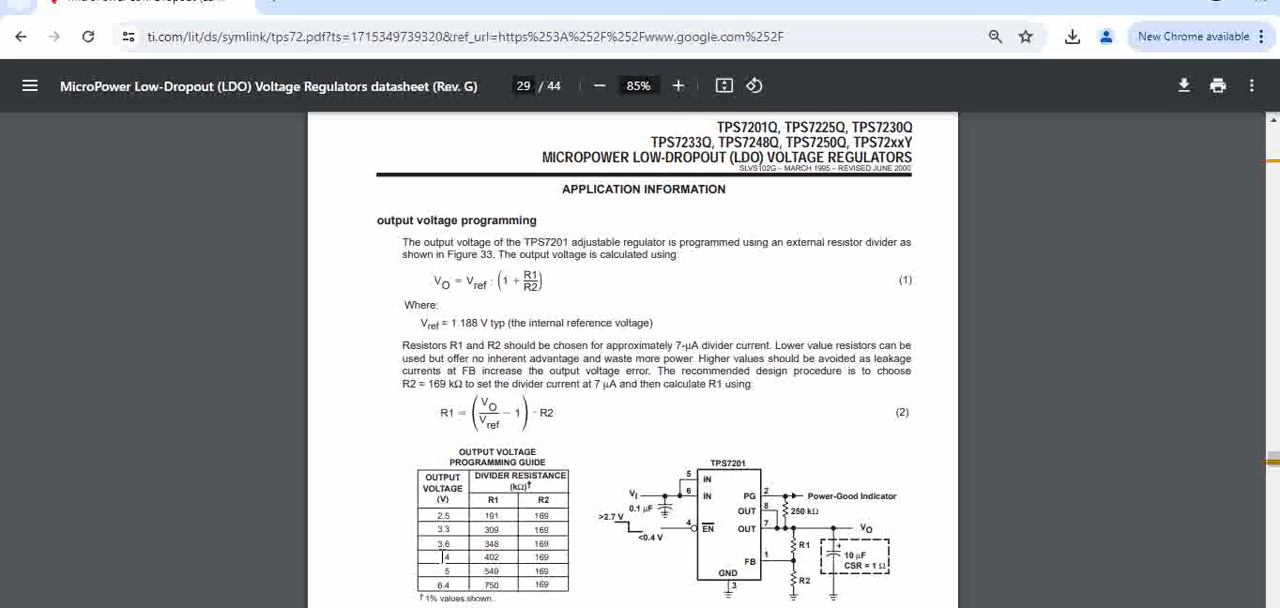 ti.com/lit/ds/symlink/tps72.pdf?ts=1715349739320&ref_url=https%253A%252F%252Fwww.google.com%252F
New Chrome available
MicroPower Low-Dropout (LDO) Voltage Regulators datasheet (Rev. G)
29 / 44
85%
TPS7201Q, TPS7225Q, TPS7230Q
TPS7233Q, TPS7248Q, TPS7250Q, TPS72xxY
MICROPOWER LOW-DROPOUT (LDO) VOLTAGE REGULATORS
SLVS102G – MARCH 1995 – REVISED JUNE 2000
APPLICATION INFORMATION
output voltage programming
The output voltage of the TPS7201 adjustable regulator is programmed using an external resistor divider as
shown in Figure 33. The output voltage is calculated using:
VO = Vref · (1 + R1/R2) (1)
Where:
Vref = 1.188 V typ (the internal reference voltage)
Resistors R1 and R2 should be chosen for approximately 7-µA divider current. Lower value resistors can be
used but offer no inherent advantage and waste more power. Higher values should be avoided as leakage
currents at FB increase the output voltage error. The recommended design procedure is to choose
R2 = 169 kΩ to set the divider current at 7 µA and then calculate R1 using:
R1 = (VO/Vref − 1) · R2 (2)
OUTPUT VOLTAGE
PROGRAMMING GUIDE
OUTPUT VOLTAGE (V) DIVIDER RESISTANCE (kΩ)†
R1 R2
2.5 191 169
3.3 309 169
3.6 348 169
4 402 169
5 549 169
6.4 750 169
† 1% values shown.
TPS7201
5 IN
VI 6 IN
0.1 µF
>2.7 V
<0.4 V
4 EN
PG 2 Power-Good Indicator
OUT 8 250 kΩ
OUT 7 VO
R1
FB 1
R2
GND
3
+
10 µF
CSR = 1 Ω